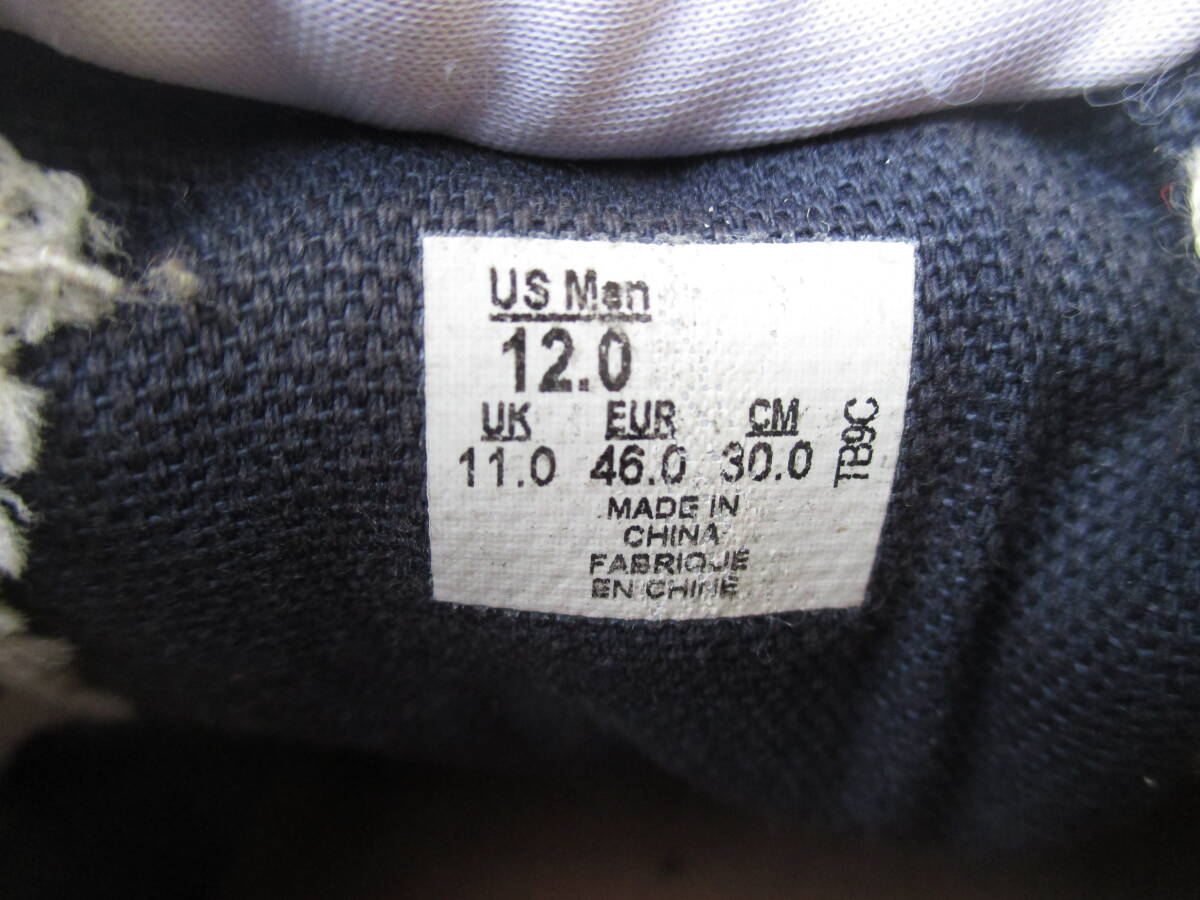 US Men
12.0
UK EUR CM
11.0 46.0 30.0
TB9C
MADE IN
CHINA
FABRIQUE
EN CHINE